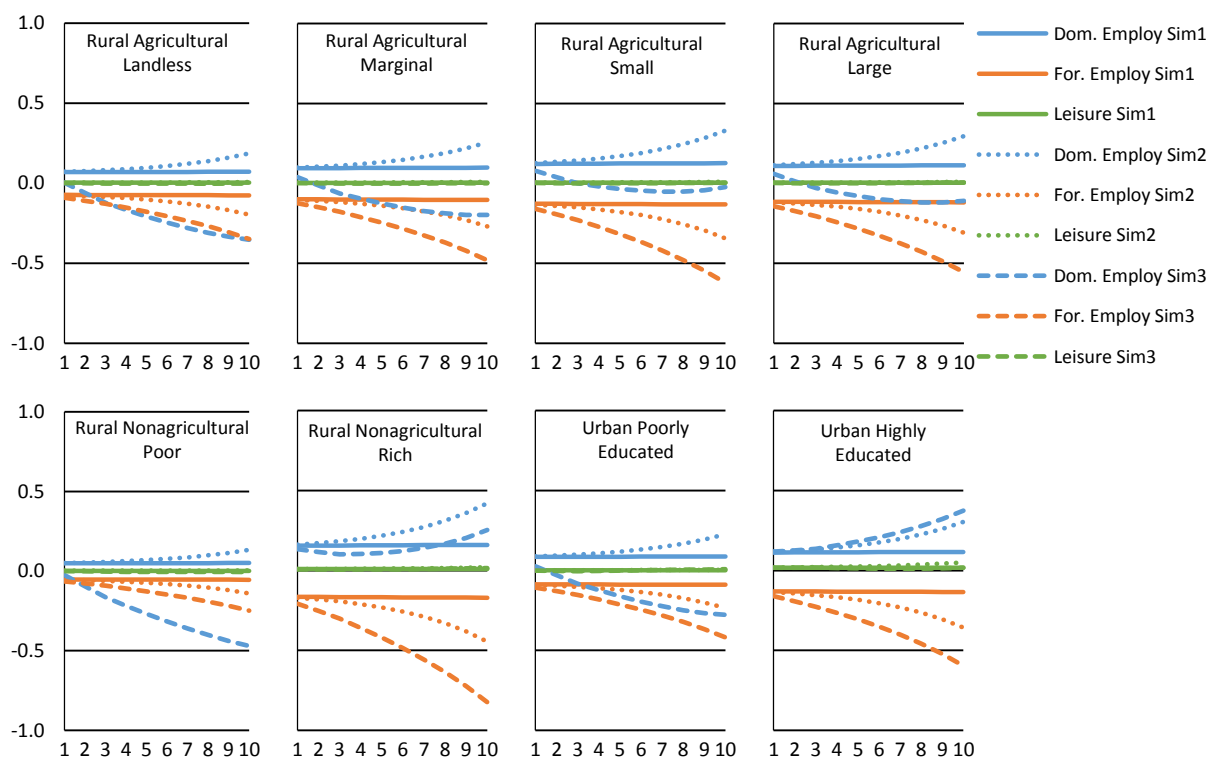 1.0
0.5
0.0
-0.5
-1.0
Rural Agricultural
Landless
Rural Agricultural
Marginal
Rural Agricultural
Small
Rural Agricultural
Large
1 2 3 4 5 6 7 8 9 10
1 2 3 4 5 6 7 8 9 10
1 2 3 4 5 6 7 8 9 10
1 2 3 4 5 6 7 8 9 10
Dom. Employ Sim1
For. Employ Sim1
Leisure Sim1
Dom. Employ Sim2
For. Employ Sim2
Leisure Sim2
Dom. Employ Sim3
For. Employ Sim3
Leisure Sim3
1.0
0.5
0.0
-0.5
-1.0
Rural Nonagricultural
Poor
Rural Nonagricultural
Rich
Urban Poorly
Educated
Urban Highly
Educated
1 2 3 4 5 6 7 8 9 10
1 2 3 4 5 6 7 8 9 10
1 2 3 4 5 6 7 8 9 10
1 2 3 4 5 6 7 8 9 10